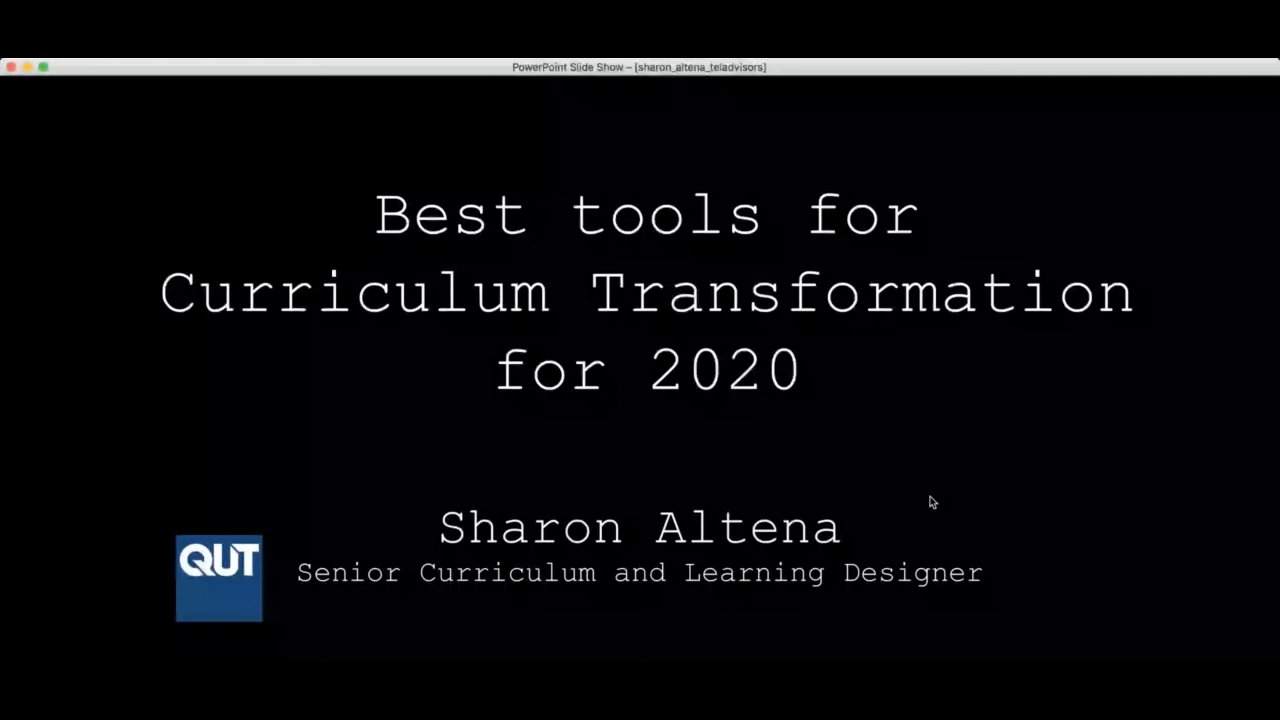 PowerPoint Slide Show – [sharon_altena_teladvisors]
Best tools for
Curriculum Transformation
for 2020
Sharon Altena
QUT
Senior Curriculum and Learning Designer